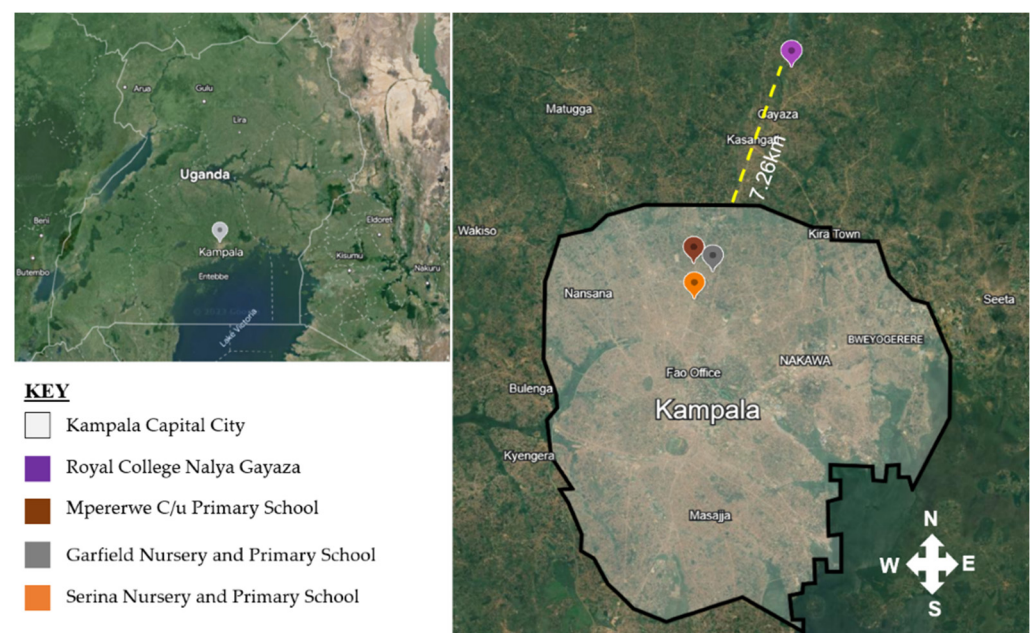 Arua
Gulu
Lira
Uganda
Beni
Kampala
Eldoret
Butembo
Entebbe
Kisumu
Nakuru
Lake Victoria
KEY
Kampala Capital City
Royal College Nalya Gayaza
Mpererwe C/u Primary School
Garfield Nursery and Primary School
Serina Nursery and Primary School
Matugga
Gayaza
Kasangati
7.26km
Wakiso
Kira Town
Nansana
Seeta
BWEYOGERERE
NAKAWA
Fao Office
Bulenga
Kampala
Kyengera
Masajja
N
W
E
S